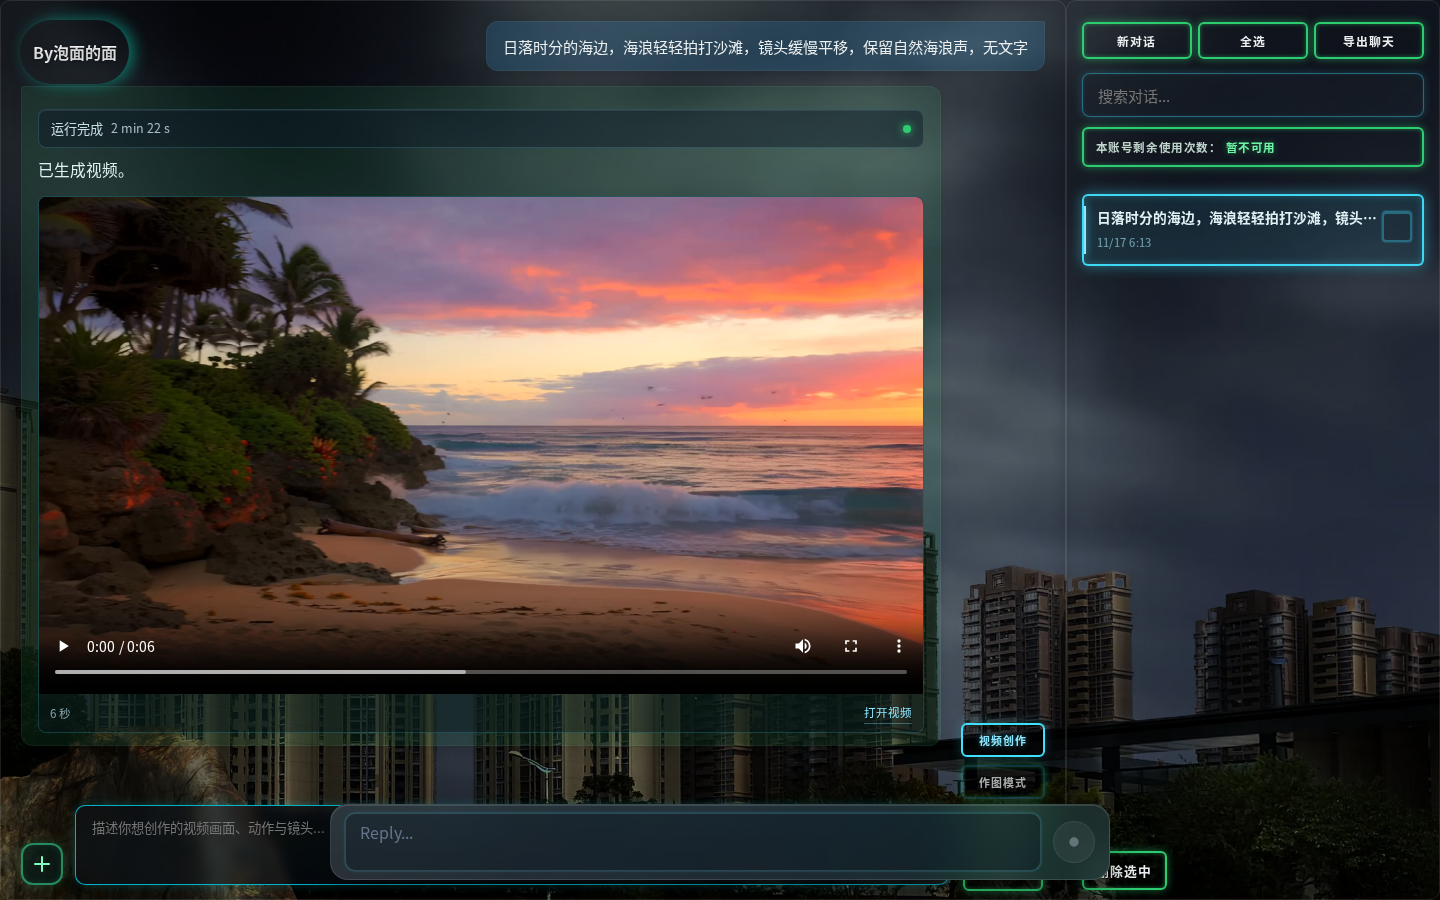 By泡面的面
日落时分的海边，海浪轻轻拍打沙滩，镜头缓慢平移，保留自然海浪声，无文字
运行完成 2 min 22 s
已生成视频。
0:00 / 0:06
6 秒
打开视频
视频创作
作图模式
描述你想创作的视频画面、动作与镜头...
Reply...
新对话
全选
导出聊天
搜索对话...
本账号剩余使用次数： 暂不可用
日落时分的海边，海浪轻轻拍打沙滩，镜头…
11/17 6:13
除选中